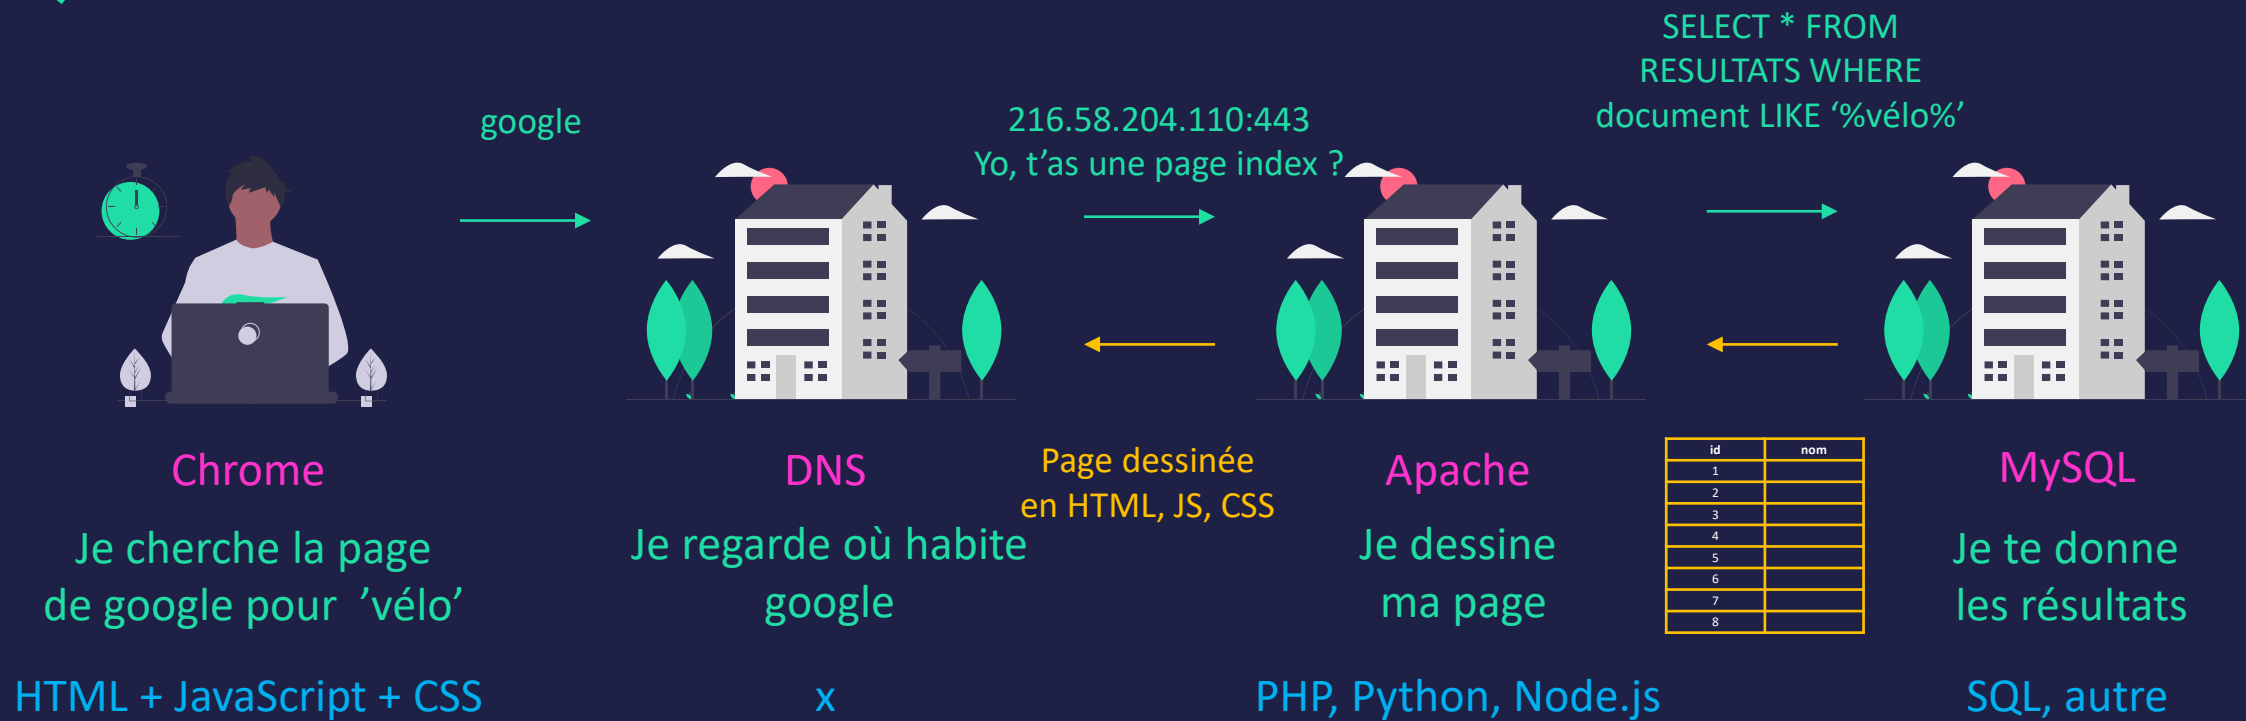 SELECT * FROM
RESULTATS WHERE
document LIKE ‘%vélo%’
google
216.58.204.110:443
Yo, t’as une page index ?
Chrome
Je cherche la page
de google pour ’vélo’
HTML + JavaScript + CSS
DNS
Je regarde où habite
google
x
Page dessinée
en HTML, JS, CSS
Apache
Je dessine
ma page
PHP, Python, Node.js
id nom
1
2
3
4
5
6
7
8
MySQL
Je te donne
les résultats
SQL, autre